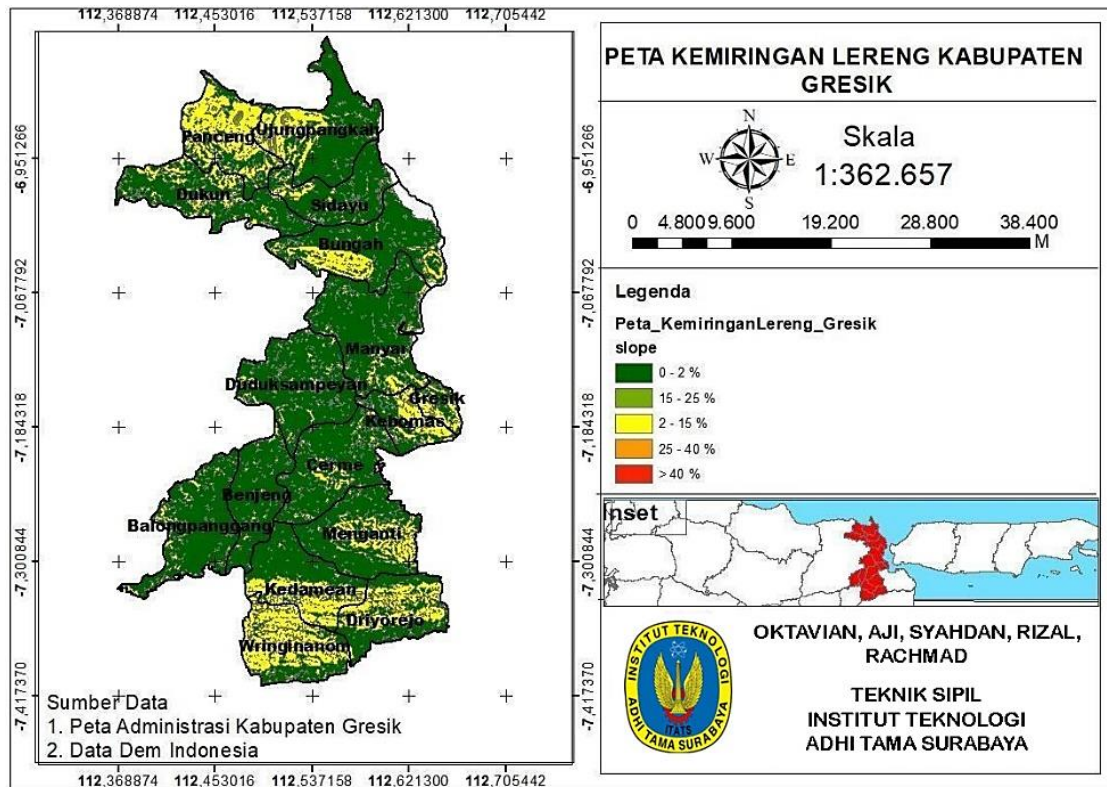 112,368874 112,453016 112,537158 112,621300 112,705442
-6,951266
-7,067792
-7,184318
-7,300844
-7,417370
Panceng
Ujungpangkah
Dukun
Sidayu
Bungah
Manyar
Duduksampeyan
Gresik
Kebomas
Cerme
Benjeng
Balongpanggang
Menganti
Kedamean
Driyorejo
Wringinanom
Sumber Data
1. Peta Administrasi Kabupaten Gresik
2. Data Dem Indonesia
-6,951266
-7,067792
-7,184318
-7,300844
-7,417370
112,368874 112,453016 112,537158 112,621300 112,705442
PETA KEMIRINGAN LERENG KABUPATEN
GRESIK
N
W E
S
Skala
1:362.657
0 4.800 9.600 19.200 28.800 38.400
M
Legenda
Peta_KemiringanLereng_Gresik
slope
0 - 2 %
15 - 25 %
2 - 15 %
25 - 40 %
>40 %
Inset
INSTITUT TEKNOLOGI
ADHI TAMA SURABAYA
ITATS
OKTAVIAN, AJI, SYAHDAN, RIZAL,
RACHMAD
TEKNIK SIPIL
INSTITUT TEKNOLOGI
ADHI TAMA SURABAYA